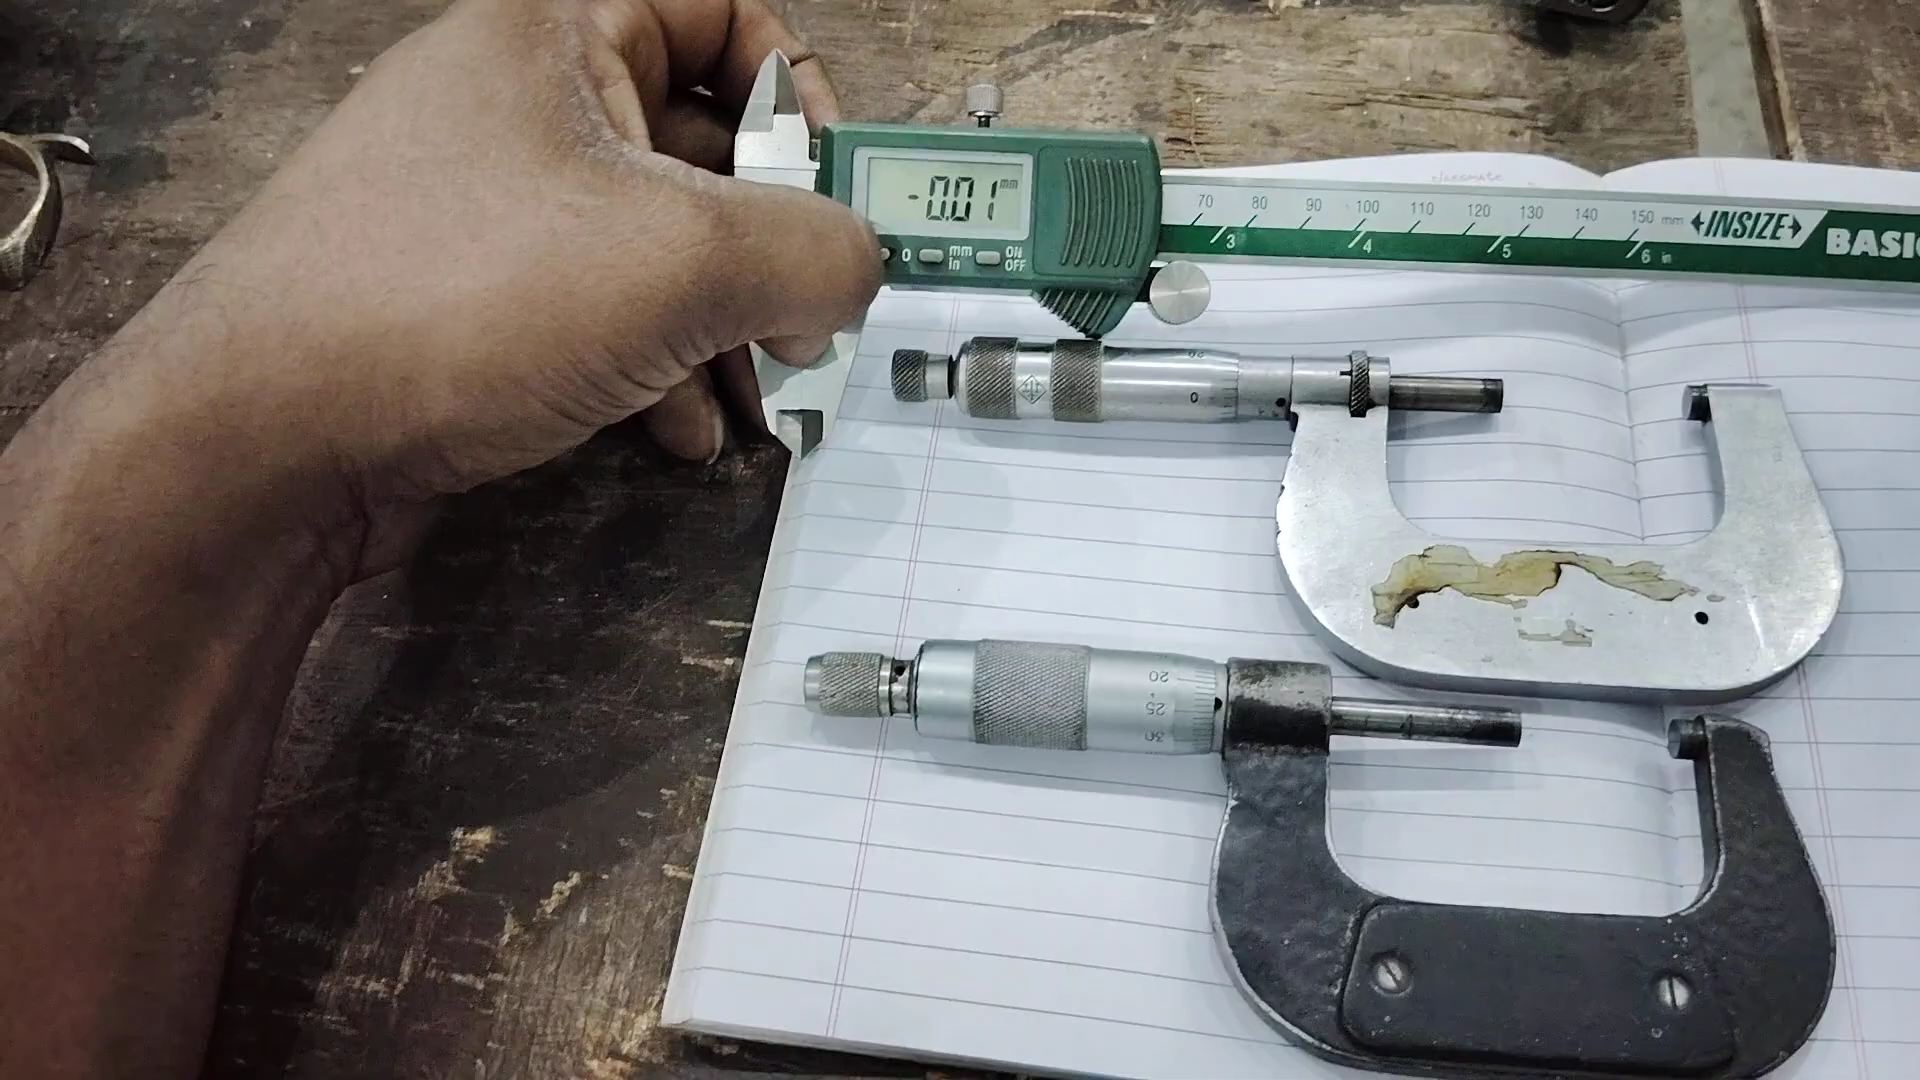 classmate
-0.01 mm
0 mm in ON OFF
70 80 90 100 110 120 130 140 150 mm
3 4 5 6 in
INSIZE
BASIC
20
0
20
25
30